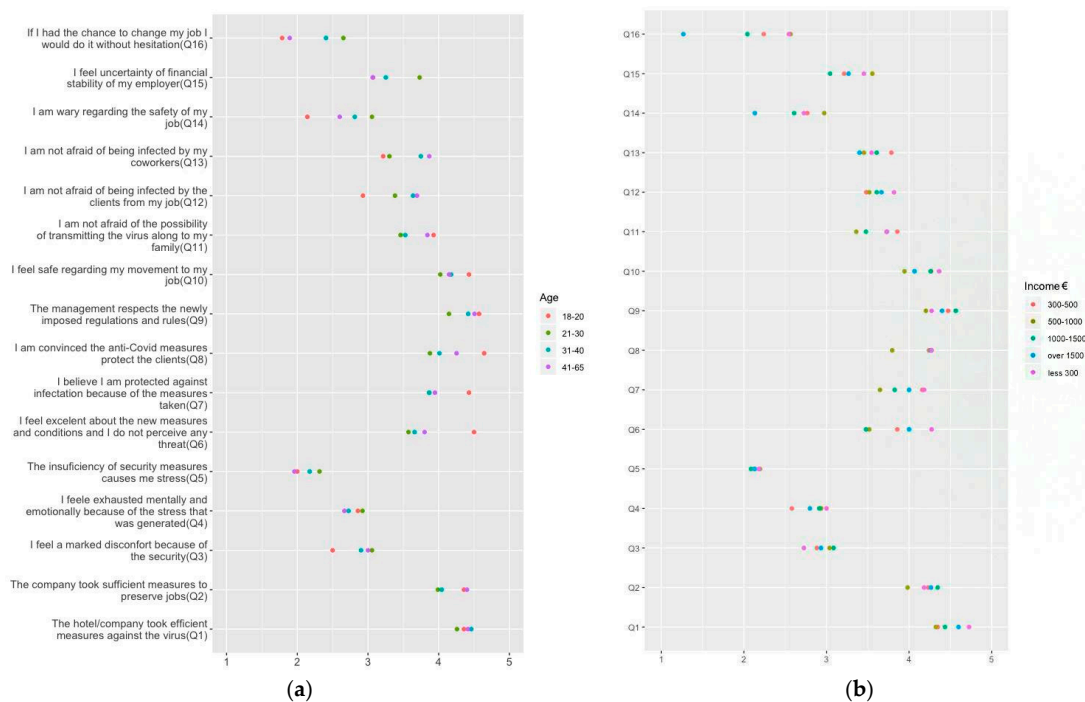 If I had the chance to change my job I
would do it without hesitation(Q16)
I feel uncertainty of financial
stability of my employer(Q15)
I am wary regarding the safety of my
job(Q14)
I am not afraid of being infected by my
coworkers(Q13)
I am not afraid of being infected by the
clients from my job(Q12)
I am not afraid of the possibility
of transmitting the virus along to my
family(Q11)
I feel safe regarding my movement to my
job(Q10)
The management respects the newly
imposed regulations and rules(Q9)
I am convinced the anti-Covid measures
protect the clients(Q8)
I believe I am protected against
infectation because of the measures
taken(Q7)
I feel excelent about the new measures
and conditions and I do not perceive any
threat(Q6)
The insuficiency of security measures
causes me stress(Q5)
I feele exhausted mentally and
emotionally because of the stress that
was generated(Q4)
I feel a marked disconfort because of
the security(Q3)
The company took sufficient measures to
preserve jobs(Q2)
The hotel/company took efficient
measures against the virus(Q1)
1 2 3 4 5
Age
18-20
21-30
31-40
41-65
(a)
Q16
Q15
Q14
Q13
Q12
Q11
Q10
Q9
Q8
Q7
Q6
Q5
Q4
Q3
Q2
Q1
1 2 3 4 5
Income €
300-500
500-1000
1000-1500
over 1500
less 300
(b)